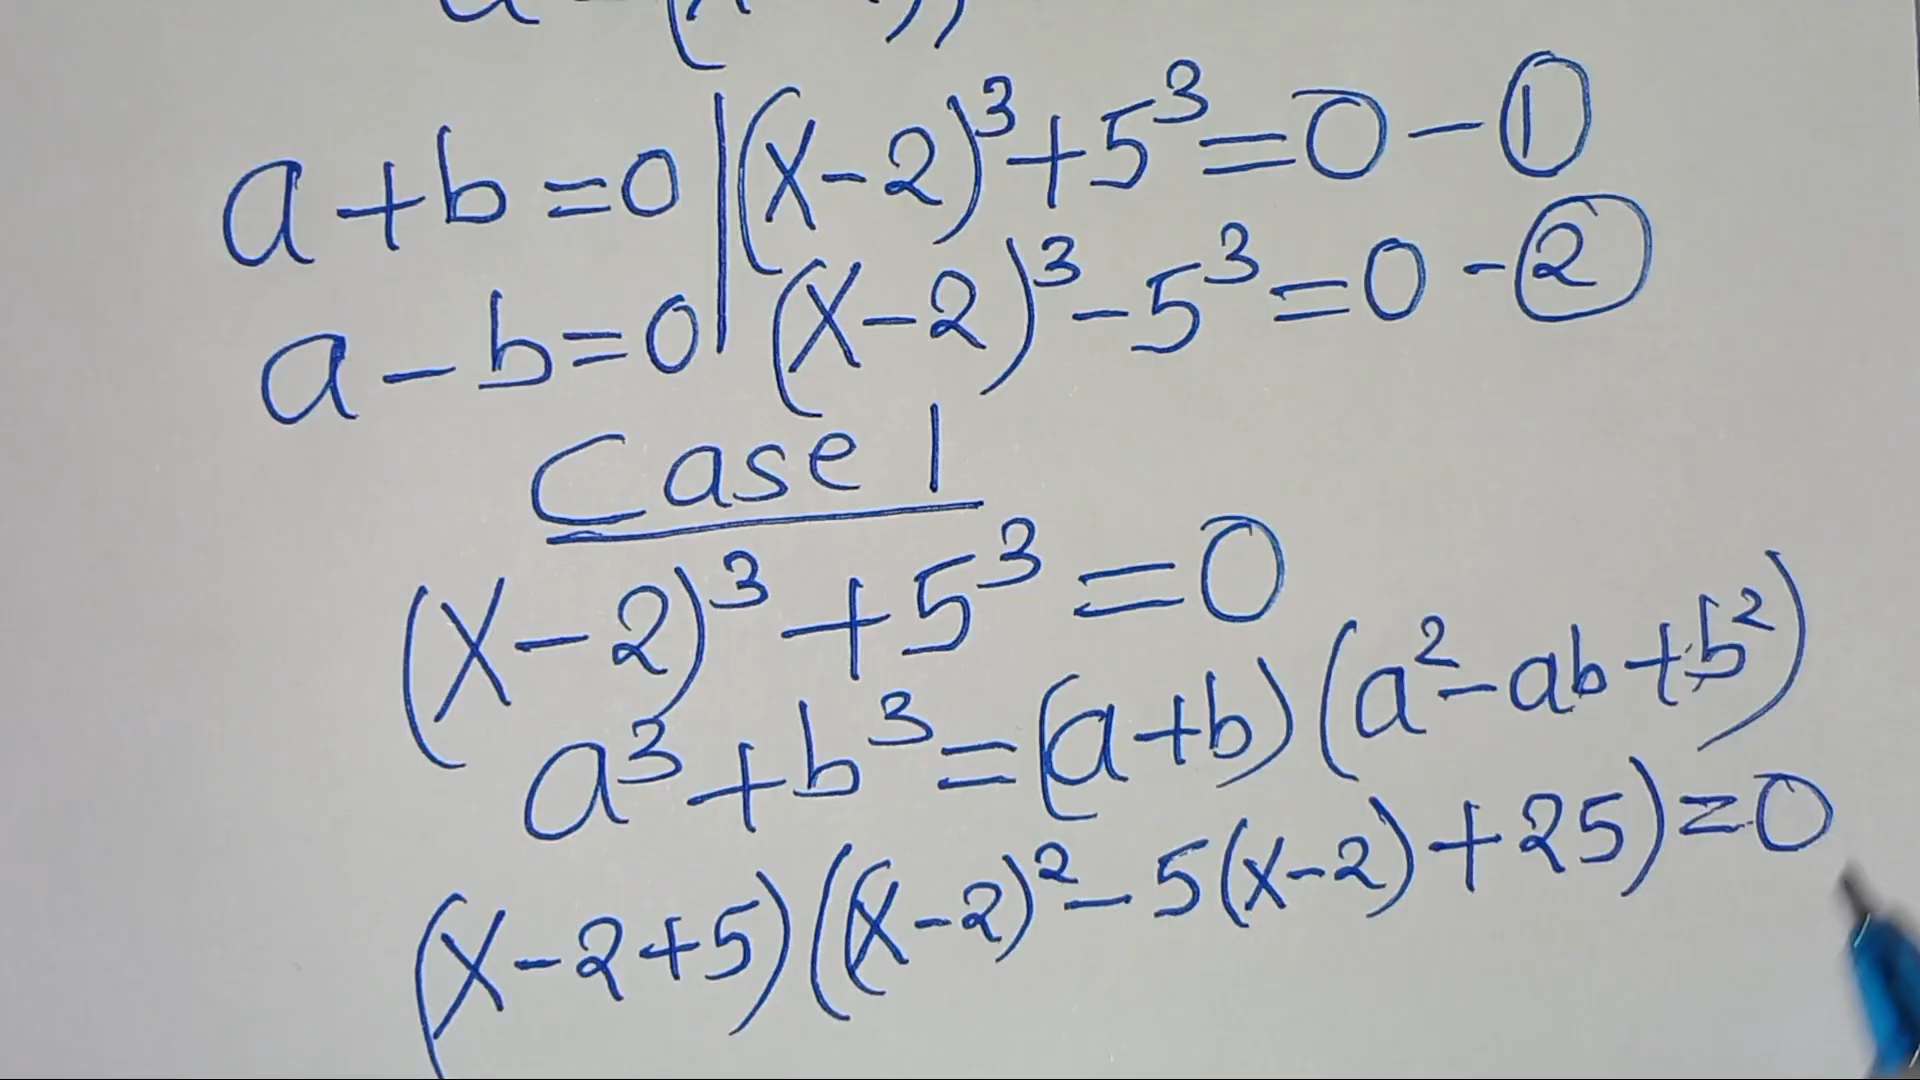 a+b=0 | (x-2)³+5³=0 - ①
a-b=0 | (x-2)³-5³=0 - ②
Case 1
(x-2)³+5³=0
a³+b³=(a+b)(a²-ab+b²)
(x-2+5)((x-2)²-5(x-2)+25)=0